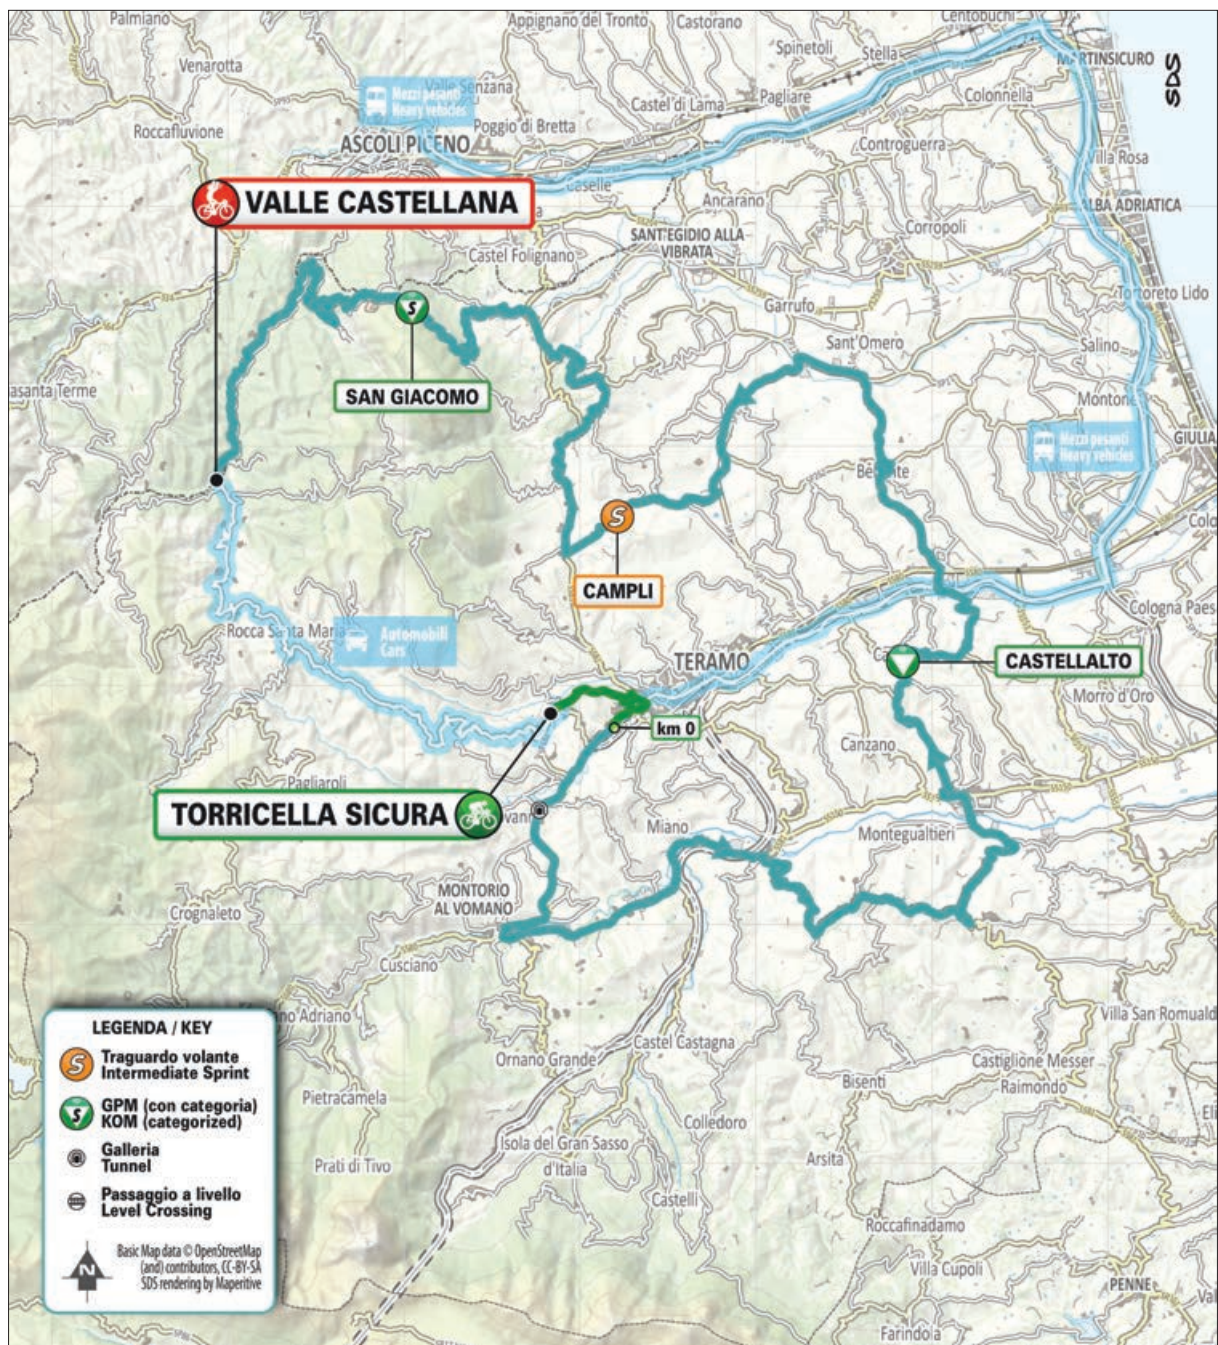 Palmiano
Appignano del Tronto
Castorano
Centobuchi
Venarotta
Spinetoli
Stella
MARTINSICURO
SDS
Mezzi pesanti
Heavy vehicles
Castel di Lama
Pagliare
Colonnella
Roccafluvione
Poggio di Bretta
ASCOLI PICENO
Controguerra
Villa Rosa
Caselle
VALLE CASTELLANA
Ancarano
ALBA ADRIATICA
Corropoli
SANT'EGIDIO ALLA
VIBRATA
Castel Folignano
Tortoreto Lido
Garrufo
S
Sant'Omero
Salino
SAN GIACOMO
asanta Terme
Montone
Mezzi pesanti
Heavy vehicles
GIULIA
S
Colo
CAMPLI
Cologna Paes
Rocca Santa Maria
Automobili
Cars
TERAMO
CASTELLALTO
Morro d'Oro
km 0
Canzano
Pagliaroli
TORRICELLA SICURA
Miano
Montegualtieri
MONTORIO
AL VOMANO
Crognaleto
Cusciano
no Adriano
Villa San Romuald
LEGENDA / KEY
S
Traguardo volante
Intermediate Sprint
S
GPM (con categoria)
KOM (categorized)
Galleria
Tunnel
Passaggio a livello
Level Crossing
N
Basic Map data © OpenStreetMap
(and) contributors, CC-BY-SA
SDS rendering by Maperitive
Ornano Grande
Castel Castagna
Castiglione Messer
Raimondo
Bisenti
Pietracamela
Colledoro
Isola del Gran Sasso
d'Italia
Prati di Tivo
Arsita
Castelli
Roccafinadamo
Villa Cupoli
PENNE
Farindola